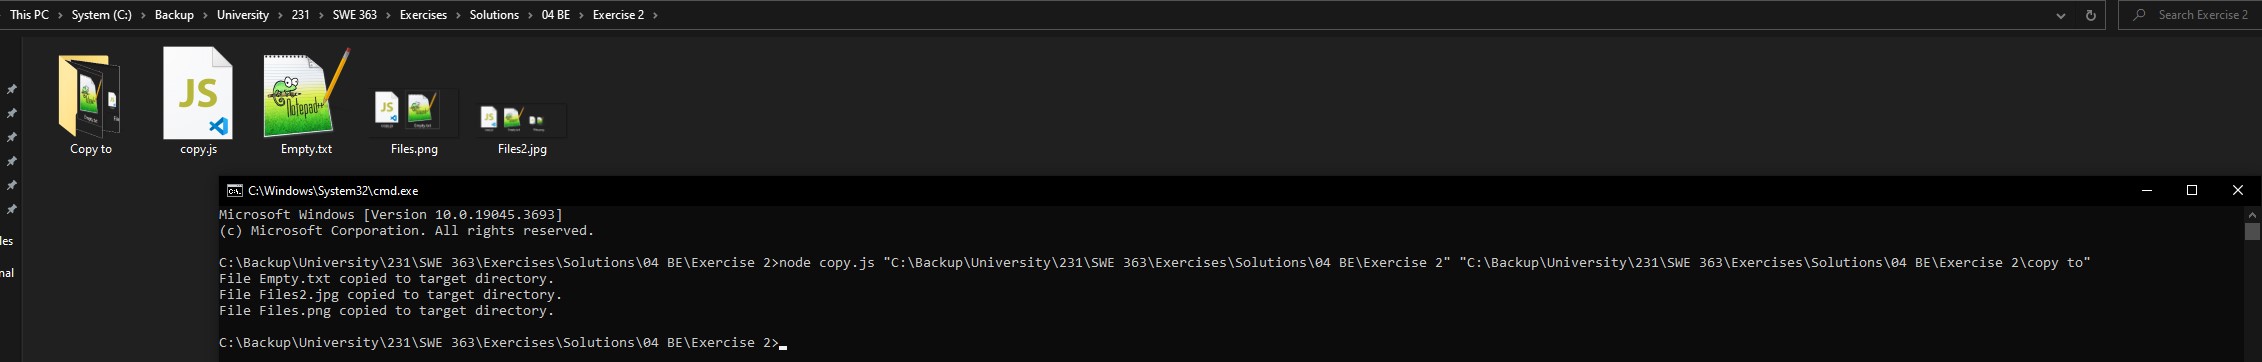 This PC > System (C:) > Backup > University > 231 > SWE 363 > Exercises > Solutions > 04 BE > Exercise 2 >
Search Exercise 2
JS
Notepad++
Copy to
copy.js
Empty.txt
Files.png
Files2.jpg
les
nal
C:\Windows\System32\cmd.exe
Microsoft Windows [Version 10.0.19045.3693]
(c) Microsoft Corporation. All rights reserved.
C:\Backup\University\231\SWE 363\Exercises\Solutions\04 BE\Exercise 2>node copy.js "C:\Backup\University\231\SWE 363\Exercises\Solutions\04 BE\Exercise 2" "C:\Backup\University\231\SWE 363\Exercises\Solutions\04 BE\Exercise 2\copy to"
File Empty.txt copied to target directory.
File Files2.jpg copied to target directory.
File Files.png copied to target directory.
C:\Backup\University\231\SWE 363\Exercises\Solutions\04 BE\Exercise 2>